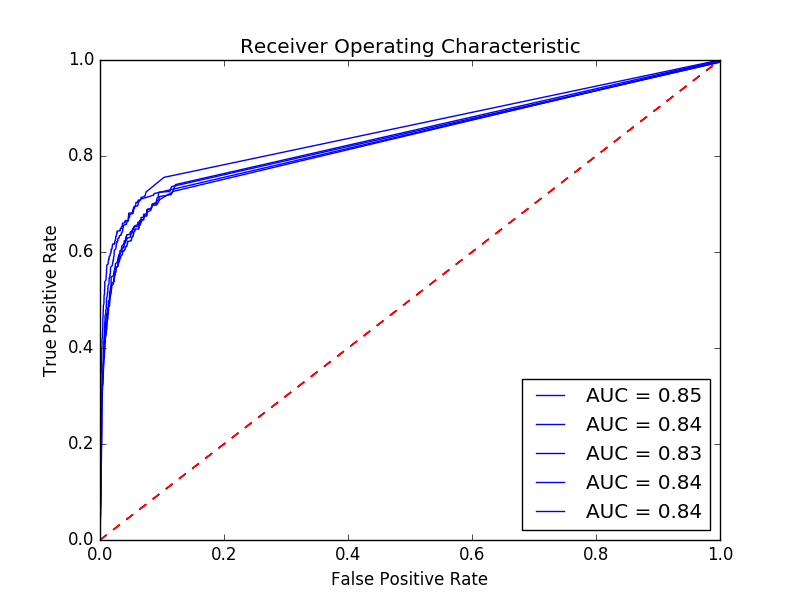 Receiver Operating Characteristic
1.0
0.8
0.6
0.4
0.2
0.0
True Positive Rate
AUC = 0.85
AUC = 0.84
AUC = 0.83
AUC = 0.84
AUC = 0.84
0.0 0.2 0.4 0.6 0.8 1.0
False Positive Rate